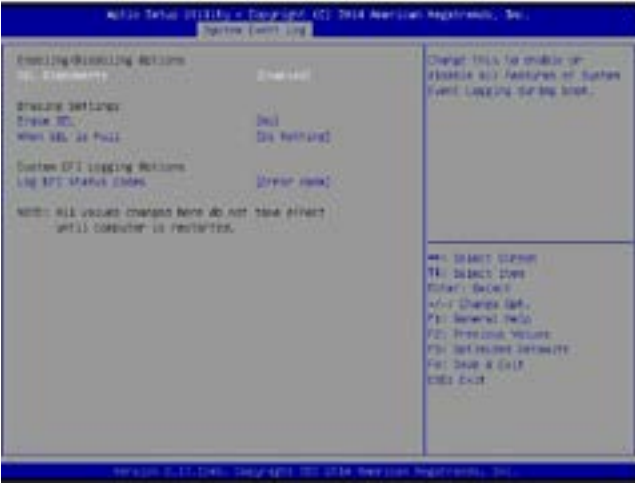 Aptio Setup Utility - Copyright (C) 2014 American Megatrends, Inc.
System Event Log
Enabling/Disabling Options
SEL Components [Enabled]
Erasing Settings
Erase SEL [No]
When SEL is Full [Do Nothing]
System EFI Logging Options
Log EFI Status Codes [Error code]
NOTE: All values changed here do not take effect
until computer is restarted.
Change this to enable or
disable all features of System
Event Logging during boot.
Select Screen
Select Item
Enter: Select
+/-: Change Opt.
F1: General Help
F2: Previous Values
F3: Optimized Defaults
F4: Save & Exit
ESC: Exit
Version Copyright (C) 2014 American Megatrends, Inc.